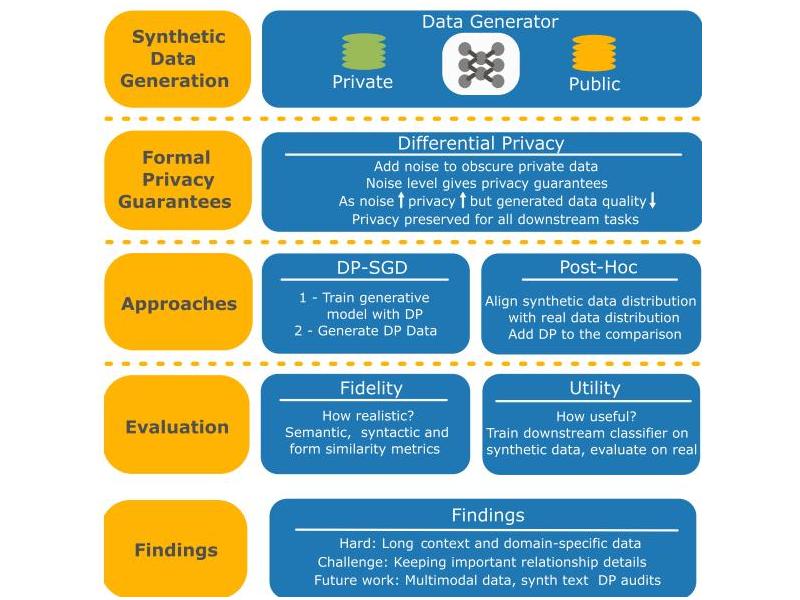 Synthetic
Data
Generation
Data Generator
Private
Public
Formal
Privacy
Guarantees
Differential Privacy
Add noise to obscure private data
Noise level gives privacy guarantees
As noise ↑ privacy ↑ but generated data quality ↓
Privacy preserved for all downstream tasks
Approaches
DP-SGD
1 - Train generative
model with DP
2 - Generate DP Data
Post-Hoc
Align synthetic data distribution
with real data distribution
Add DP to the comparison
Evaluation
Fidelity
How realistic?
Semantic, syntactic and
form similarity metrics
Utility
How useful?
Train downstream classifier on
synthetic data, evaluate on real
Findings
Findings
Hard: Long context and domain-specific data
Challenge: Keeping important relationship details
Future work: Multimodal data, synth text DP audits